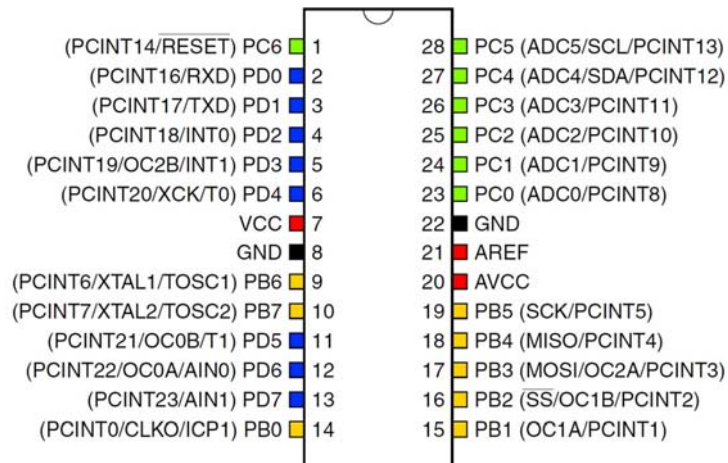 (PCINT14/RESET) PC6 1 28 PC5 (ADC5/SCL/PCINT13)
(PCINT16/RXD) PD0 2 27 PC4 (ADC4/SDA/PCINT12)
(PCINT17/TXD) PD1 3 26 PC3 (ADC3/PCINT11)
(PCINT18/INT0) PD2 4 25 PC2 (ADC2/PCINT10)
(PCINT19/OC2B/INT1) PD3 5 24 PC1 (ADC1/PCINT9)
(PCINT20/XCK/T0) PD4 6 23 PC0 (ADC0/PCINT8)
VCC 7 22 GND
GND 8 21 AREF
(PCINT6/XTAL1/TOSC1) PB6 9 20 AVCC
(PCINT7/XTAL2/TOSC2) PB7 10 19 PB5 (SCK/PCINT5)
(PCINT21/OC0B/T1) PD5 11 18 PB4 (MISO/PCINT4)
(PCINT22/OC0A/AIN0) PD6 12 17 PB3 (MOSI/OC2A/PCINT3)
(PCINT23/AIN1) PD7 13 16 PB2 (SS/OC1B/PCINT2)
(PCINT0/CLKO/ICP1) PB0 14 15 PB1 (OC1A/PCINT1)